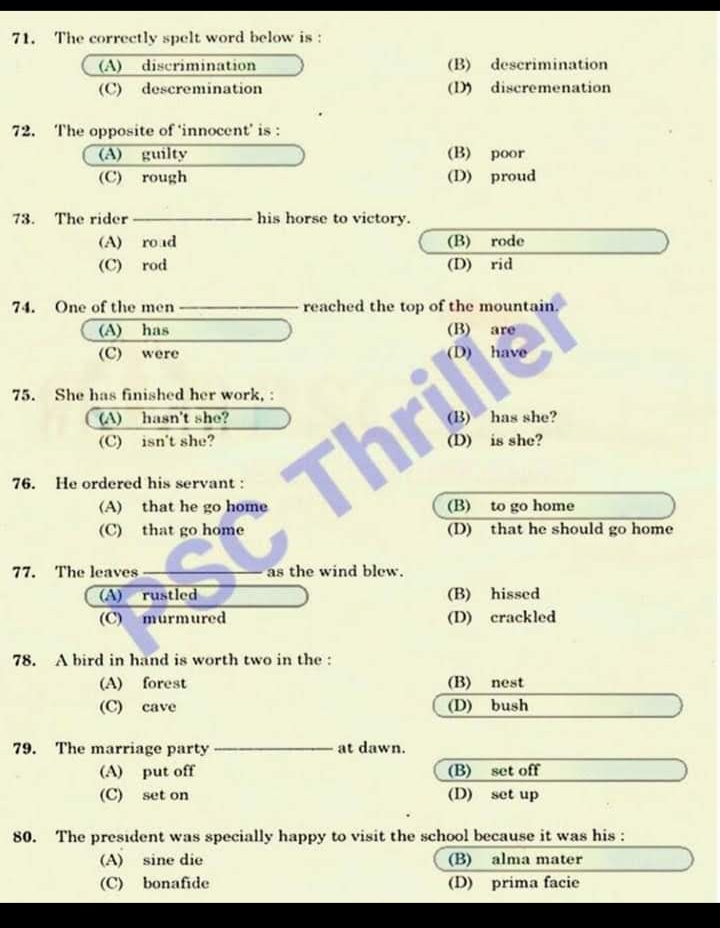 71. The correctly spelt word below is :
(A) discrimination (B) descrimination
(C) descremination (D) discremenation
72. The opposite of 'innocent' is :
(A) guilty (B) poor
(C) rough (D) proud
73. The rider ———— his horse to victory.
(A) road (B) rode
(C) rod (D) rid
74. One of the men ———— reached the top of the mountain.
(A) has (B) are
(C) were (D) have
75. She has finished her work, :
(A) hasn't she? (B) has she?
(C) isn't she? (D) is she?
76. He ordered his servant :
(A) that he go home (B) to go home
(C) that go home (D) that he should go home
77. The leaves ———— as the wind blew.
(A) rustled (B) hissed
(C) murmured (D) crackled
78. A bird in hand is worth two in the :
(A) forest (B) nest
(C) cave (D) bush
79. The marriage party ———— at dawn.
(A) put off (B) set off
(C) set on (D) set up
80. The president was specially happy to visit the school because it was his :
(A) sine die (B) alma mater
(C) bonafide (D) prima facie
PSC Thriller